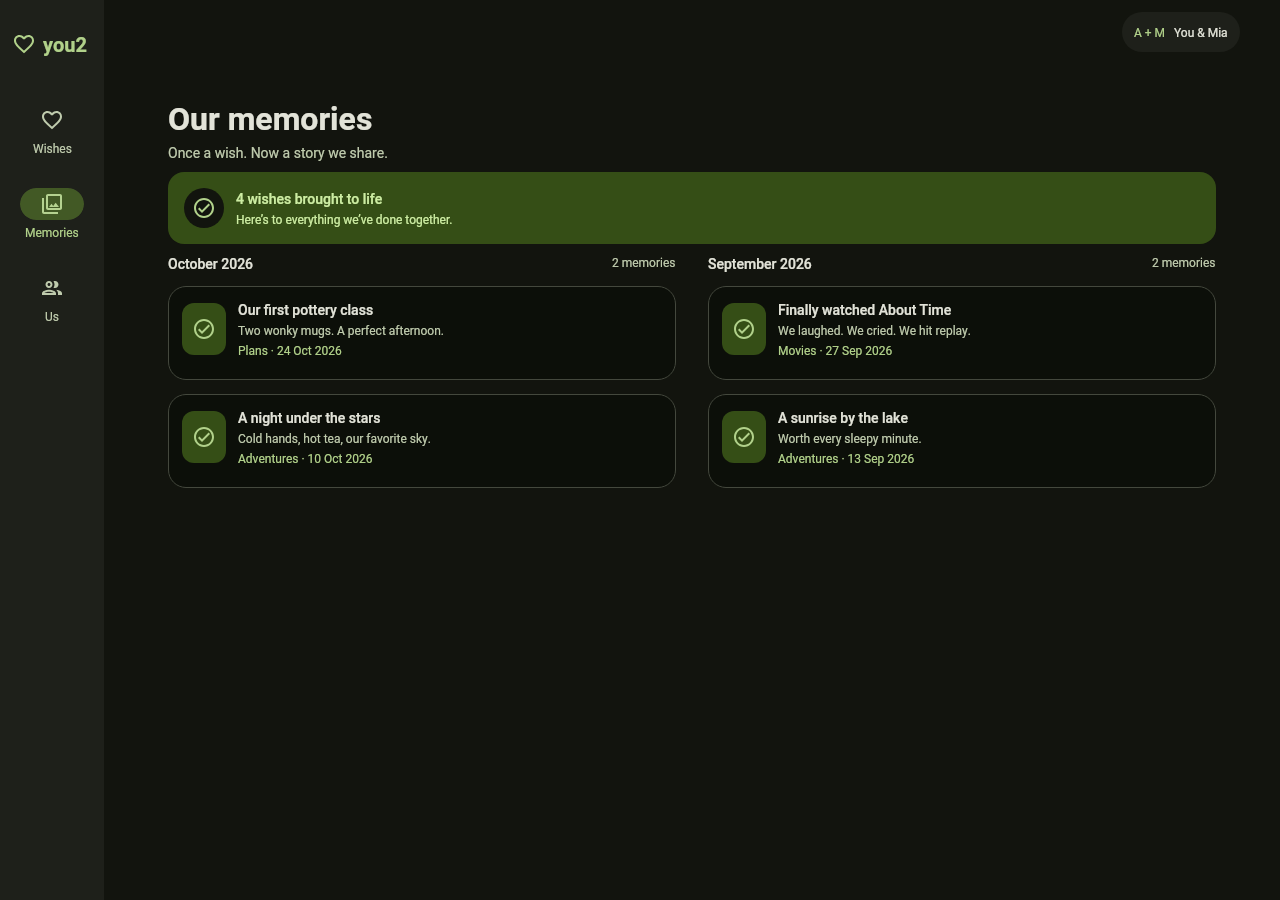 you2
A + M You & Mia
Wishes
Memories
Us
Our memories
Once a wish. Now a story we share.
4 wishes brought to life
Here’s to everything we’ve done together.
October 2026
2 memories
Our first pottery class
Two wonky mugs. A perfect afternoon.
Plans · 24 Oct 2026
A night under the stars
Cold hands, hot tea, our favorite sky.
Adventures · 10 Oct 2026
September 2026
2 memories
Finally watched About Time
We laughed. We cried. We hit replay.
Movies · 27 Sep 2026
A sunrise by the lake
Worth every sleepy minute.
Adventures · 13 Sep 2026